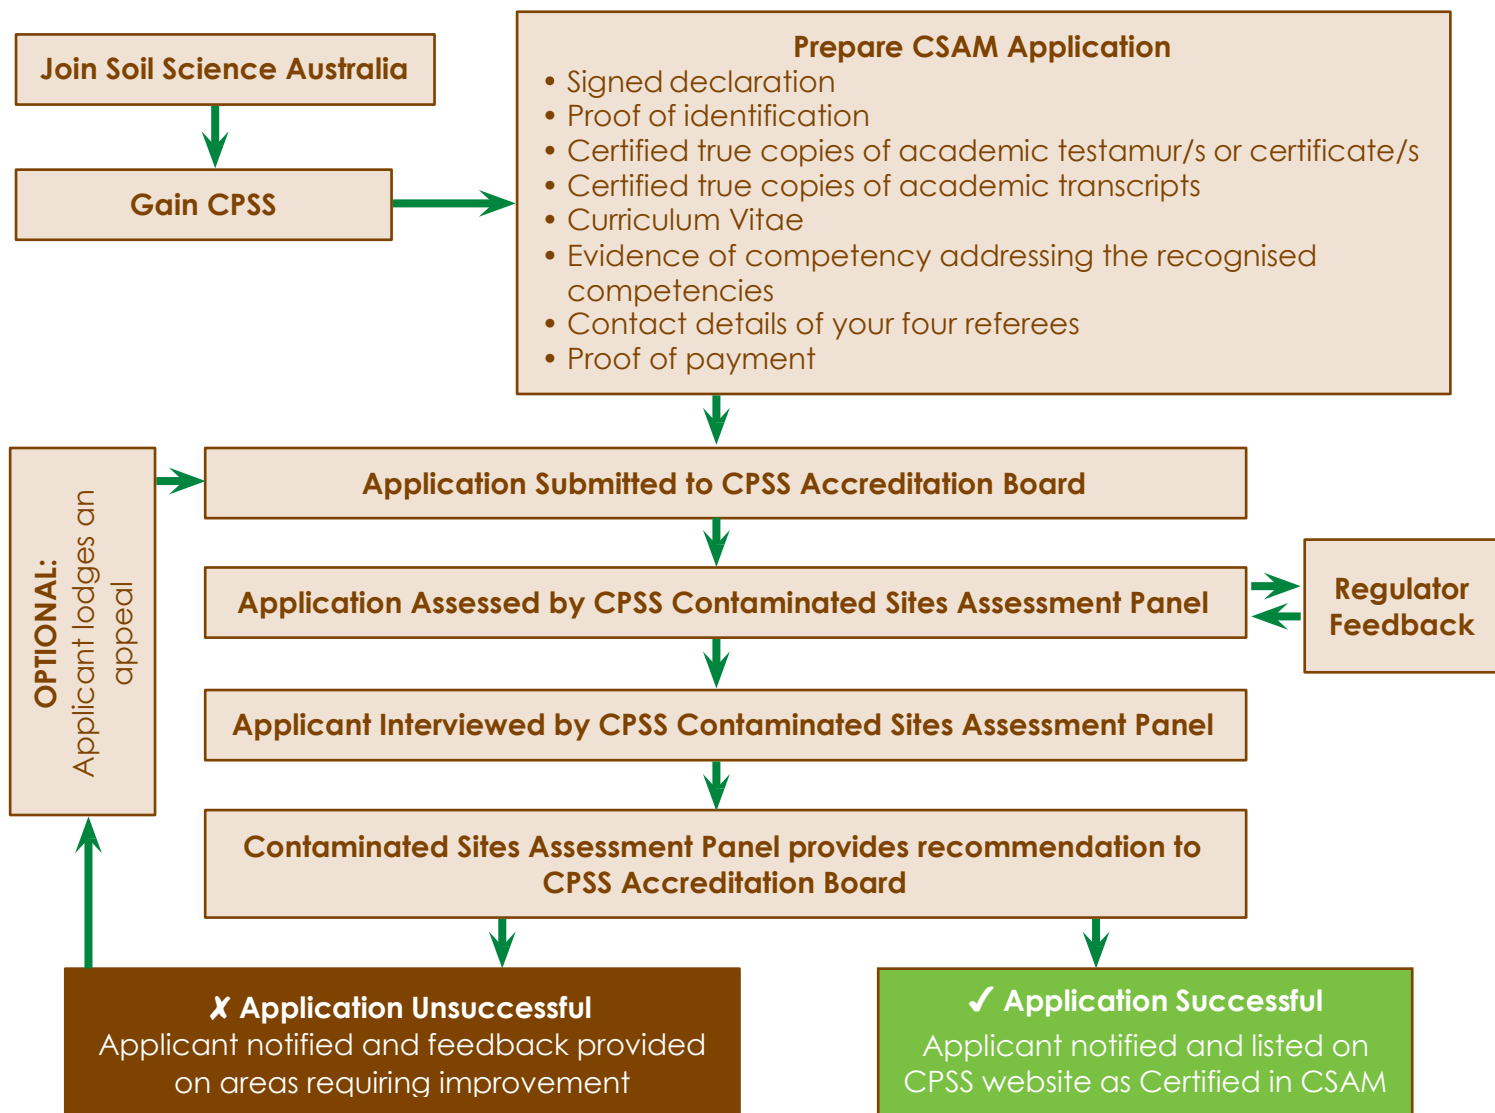 Join Soil Science Australia
Gain CPSS
Prepare CSAM Application
• Signed declaration
• Proof of identification
• Certified true copies of academic testamur/s or certificate/s
• Certified true copies of academic transcripts
• Curriculum Vitae
• Evidence of competency addressing the recognised
competencies
• Contact details of your four referees
• Proof of payment
Application Submitted to CPSS Accreditation Board
Application Assessed by CPSS Contaminated Sites Assessment Panel
Regulator
Feedback
Applicant Interviewed by CPSS Contaminated Sites Assessment Panel
Contaminated Sites Assessment Panel provides recommendation to
CPSS Accreditation Board
OPTIONAL:
Applicant lodges an
appeal
✗ Application Unsuccessful
Applicant notified and feedback provided
on areas requiring improvement
✓ Application Successful
Applicant notified and listed on
CPSS website as Certified in CSAM